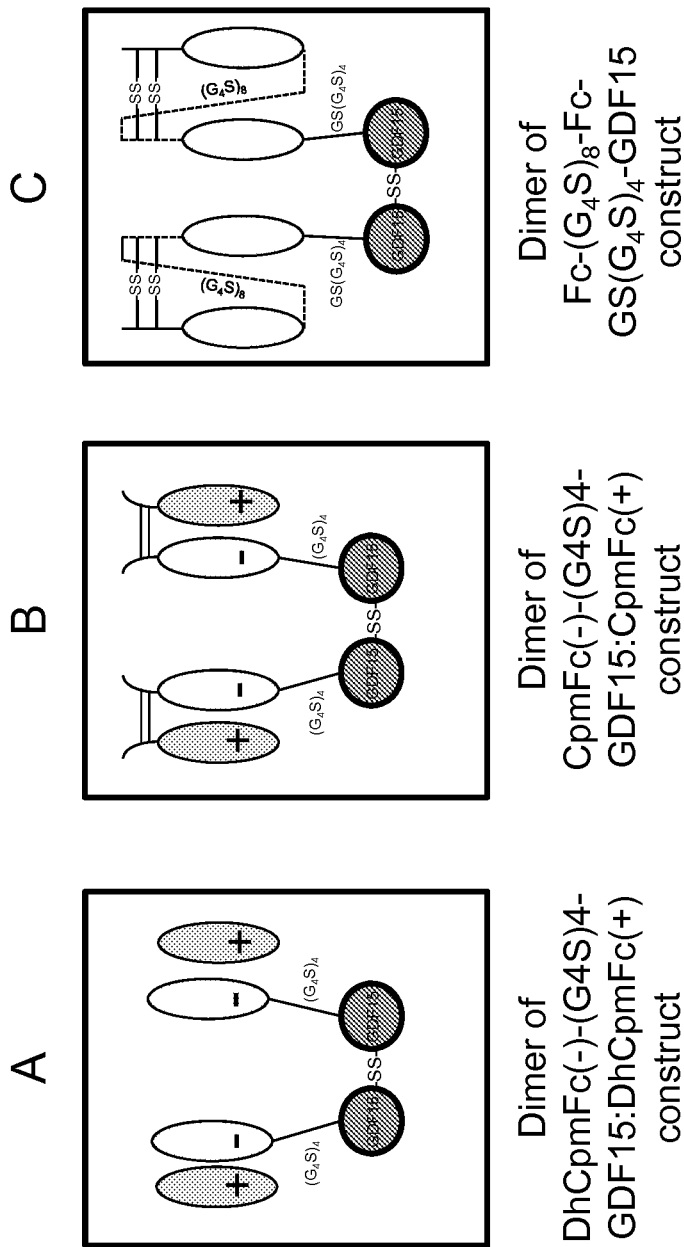 A
+
-
-
+
(G₄S)₄
(G₄S)₄
GDF15
-SS-
GDF15
Dimer of
DhCpmFc(-)-(G4S)4-
GDF15:DhCpmFc(+)
construct
B
+
-
-
+
(G₄S)₄
(G₄S)₄
GDF15
-SS-
GDF15
Dimer of
CpmFc(-)-(G4S)4-
GDF15:CpmFc(+)
construct
C
-SS-
-SS-
-SS-
-SS-
(G₄S)₈
(G₄S)₈
GS(G₄S)₄
GS(G₄S)₄
GDF15
-SS-
GDF15
Dimer of
Fc-(G₄S)₈-Fc-
GS(G₄S)₄-GDF15
construct